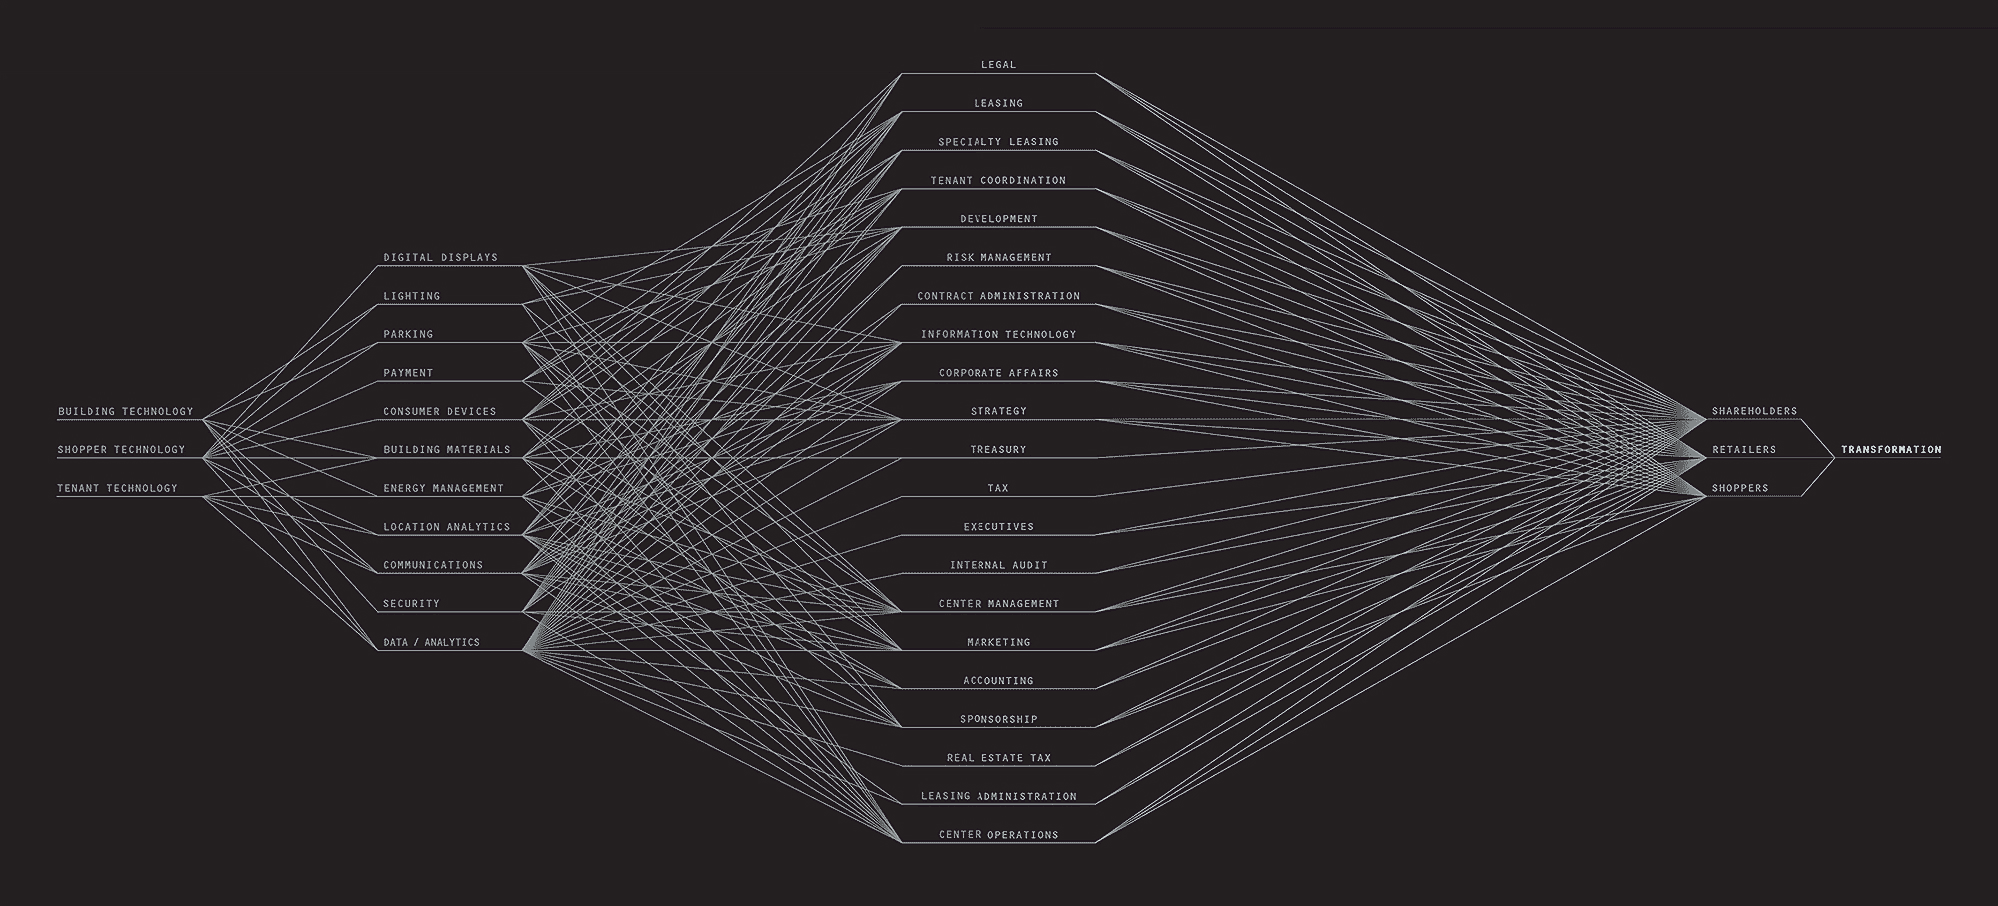 BUILDING TECHNOLOGY
SHOPPER TECHNOLOGY
TENANT TECHNOLOGY
DIGITAL DISPLAYS
LIGHTING
PARKING
PAYMENT
CONSUMER DEVICES
BUILDING MATERIALS
ENERGY MANAGEMENT
LOCATION ANALYTICS
COMMUNICATIONS
SECURITY
DATA / ANALYTICS
LEGAL
LEASING
SPECIALTY LEASING
TENANT COORDINATION
DEVELOPMENT
RISK MANAGEMENT
CONTRACT ADMINISTRATION
INFORMATION TECHNOLOGY
CORPORATE AFFAIRS
STRATEGY
TREASURY
TAX
EXECUTIVES
INTERNAL AUDIT
CENTER MANAGEMENT
MARKETING
ACCOUNTING
SPONSORSHIP
REAL ESTATE TAX
LEASING ADMINISTRATION
CENTER OPERATIONS
SHAREHOLDERS
RETAILERS
SHOPPERS
TRANSFORMATION